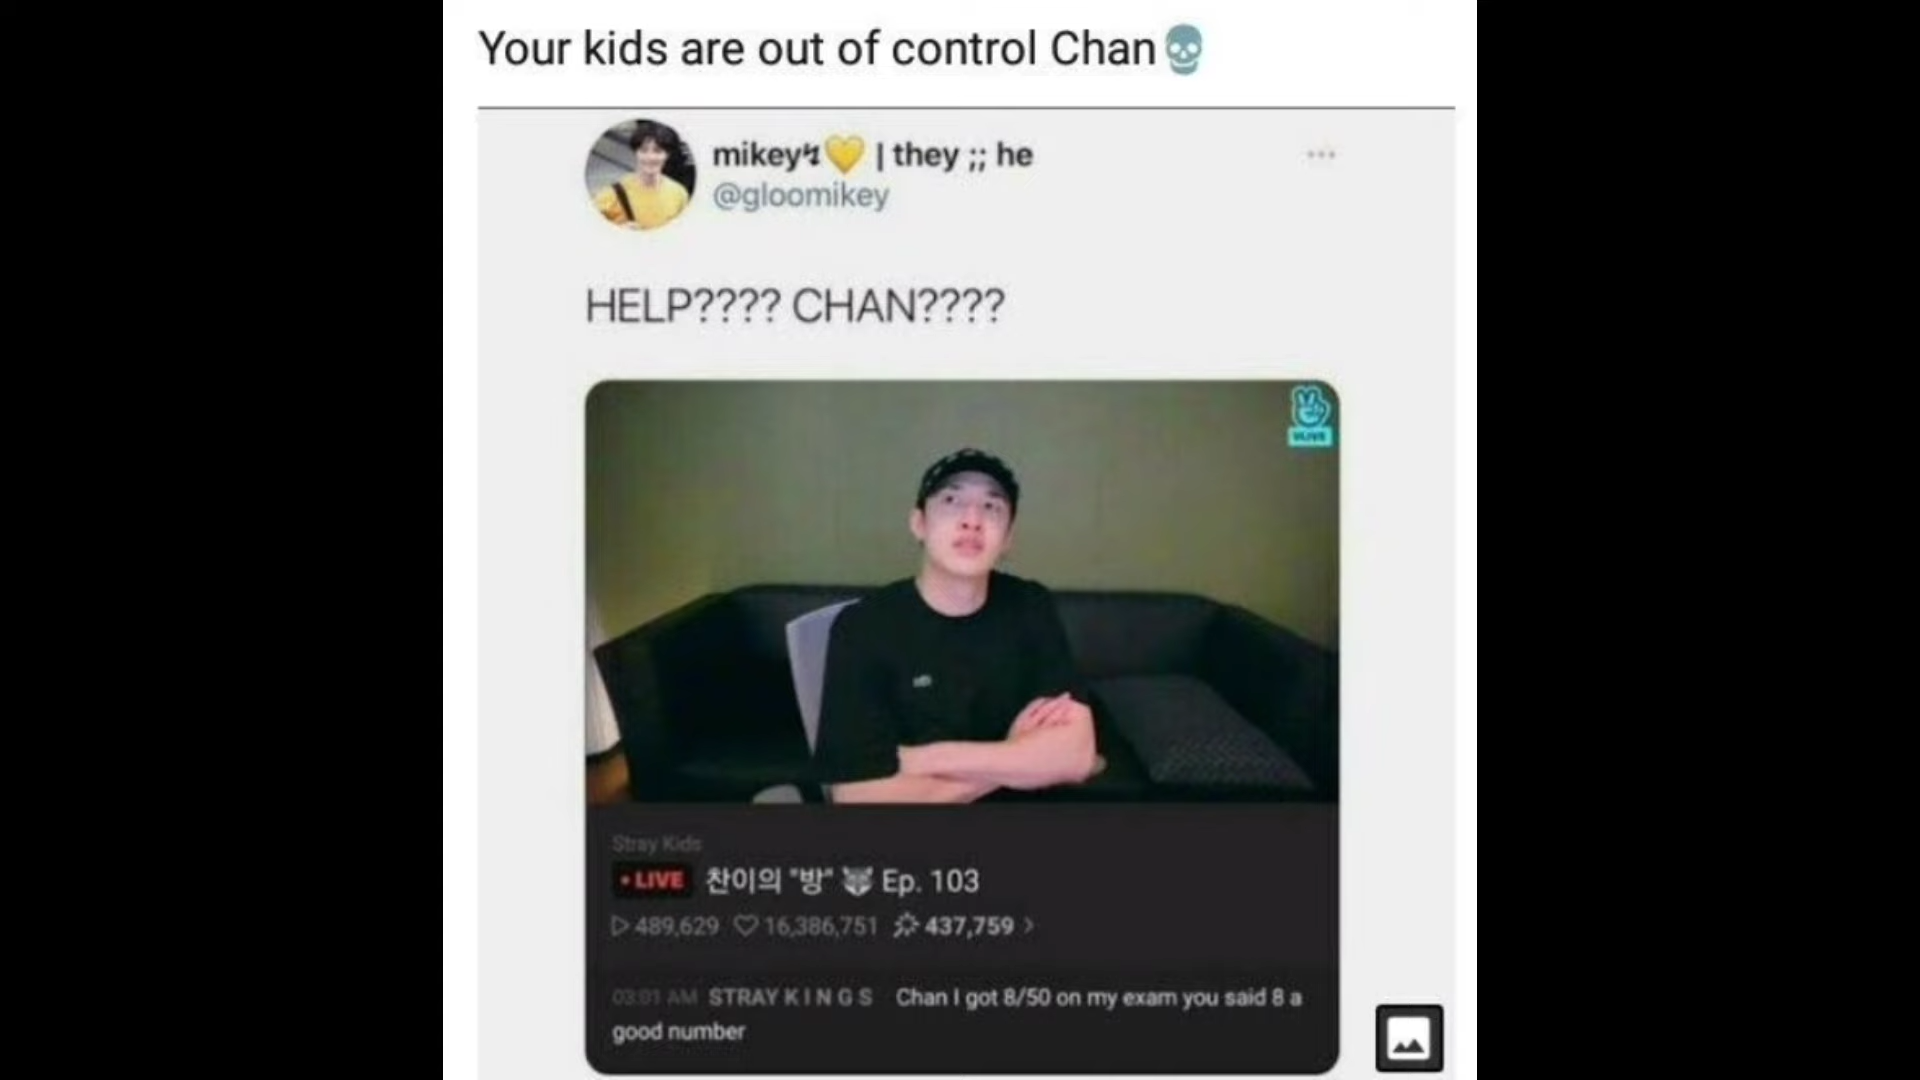 Your kids are out of control Chan💀
mikey↯💛 | they ;; he
@gloomikey
HELP???? CHAN????
VLIVE
Stray Kids
• LIVE 찬이의 "방" 🐺 Ep. 103
489,629 16,386,751 437,759
03:01 AM STRAY K I N G S Chan I got 8/50 on my exam you said 8 a
good number